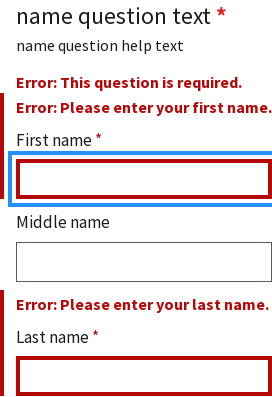 name question text *
name question help text
Error: This question is required.
Error: Please enter your first name.
First name *
Middle name
Error: Please enter your last name.
Last name *